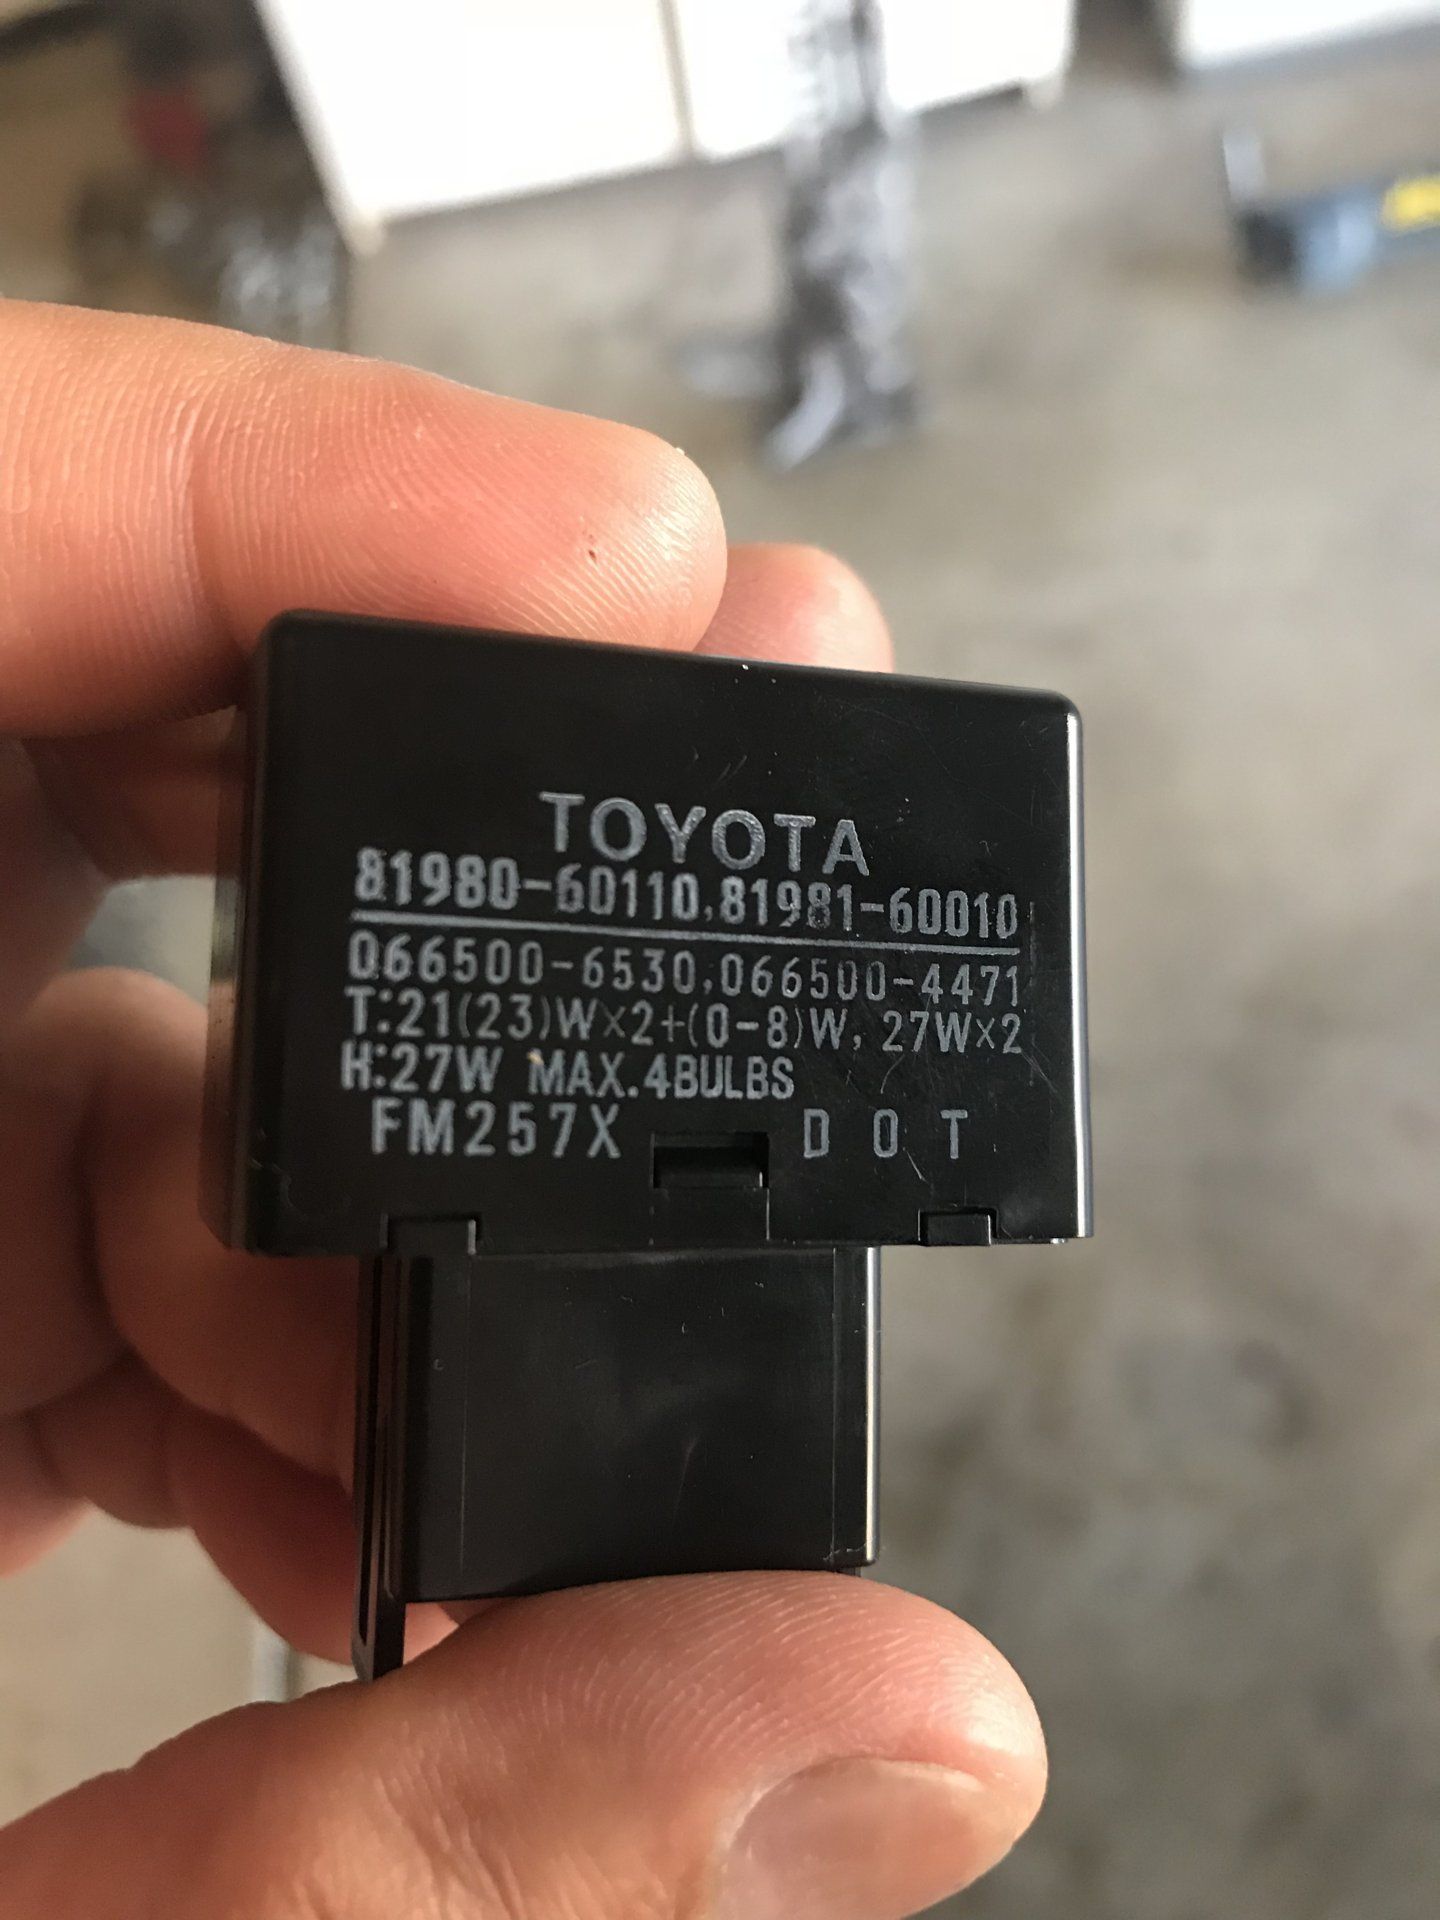 TOYOTA
81980-60110,81981-60010
066500-6530,066500-4471
T:21(23)W×2+(0-8)W, 27W×2
H:27W MAX.4BULBS
FM257X DOT